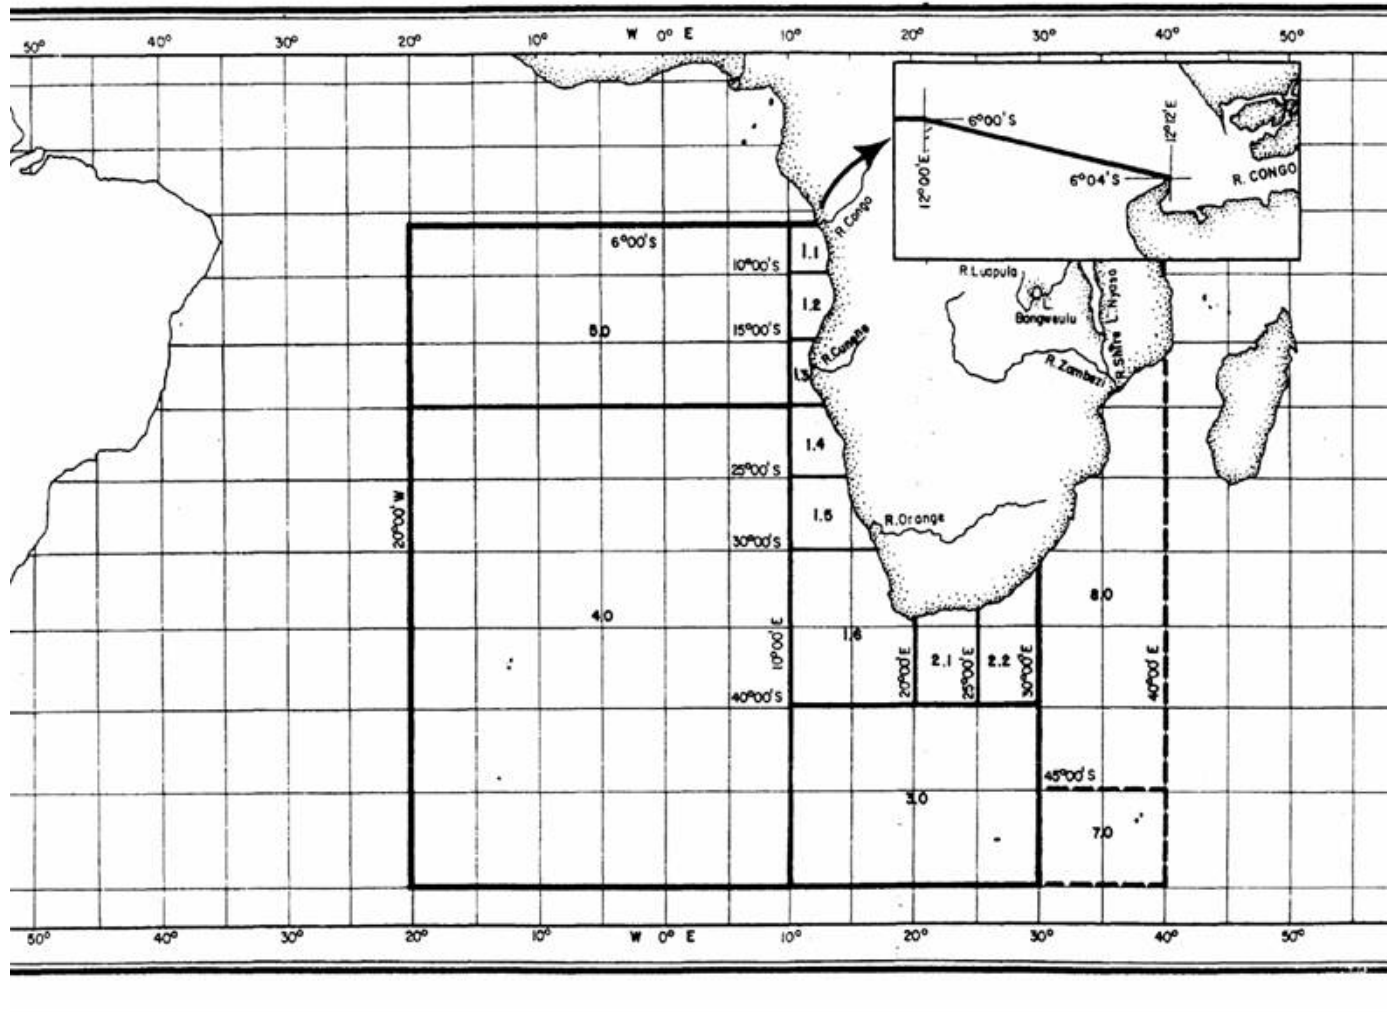 50° 40° 30° 20° 10° W 0° E 10° 20° 30° 40° 50°
6°00'S
12°00'E
12°12'E
6°04'S
R. CONGO
R. Congo
6°00'S
1.1
10°00'S
R. Luapula
L. Nyasa
L. Bangweulu
1.2
15°00'S
5.0
R. Cunene
R. Shire
R. Zambezi
1.3
1.4
25°00'S
20°00'W
1.5
R. Orange
30°00'S
4.0
8.0
10°00'E
1.6
20°00'E
2.1
25°00'E
2.2
30°00'E
40°00'E
40°00'S
45°00'S
3.0
7.0
50° 40° 30° 20° 10° W 0° E 10° 20° 30° 40° 50°